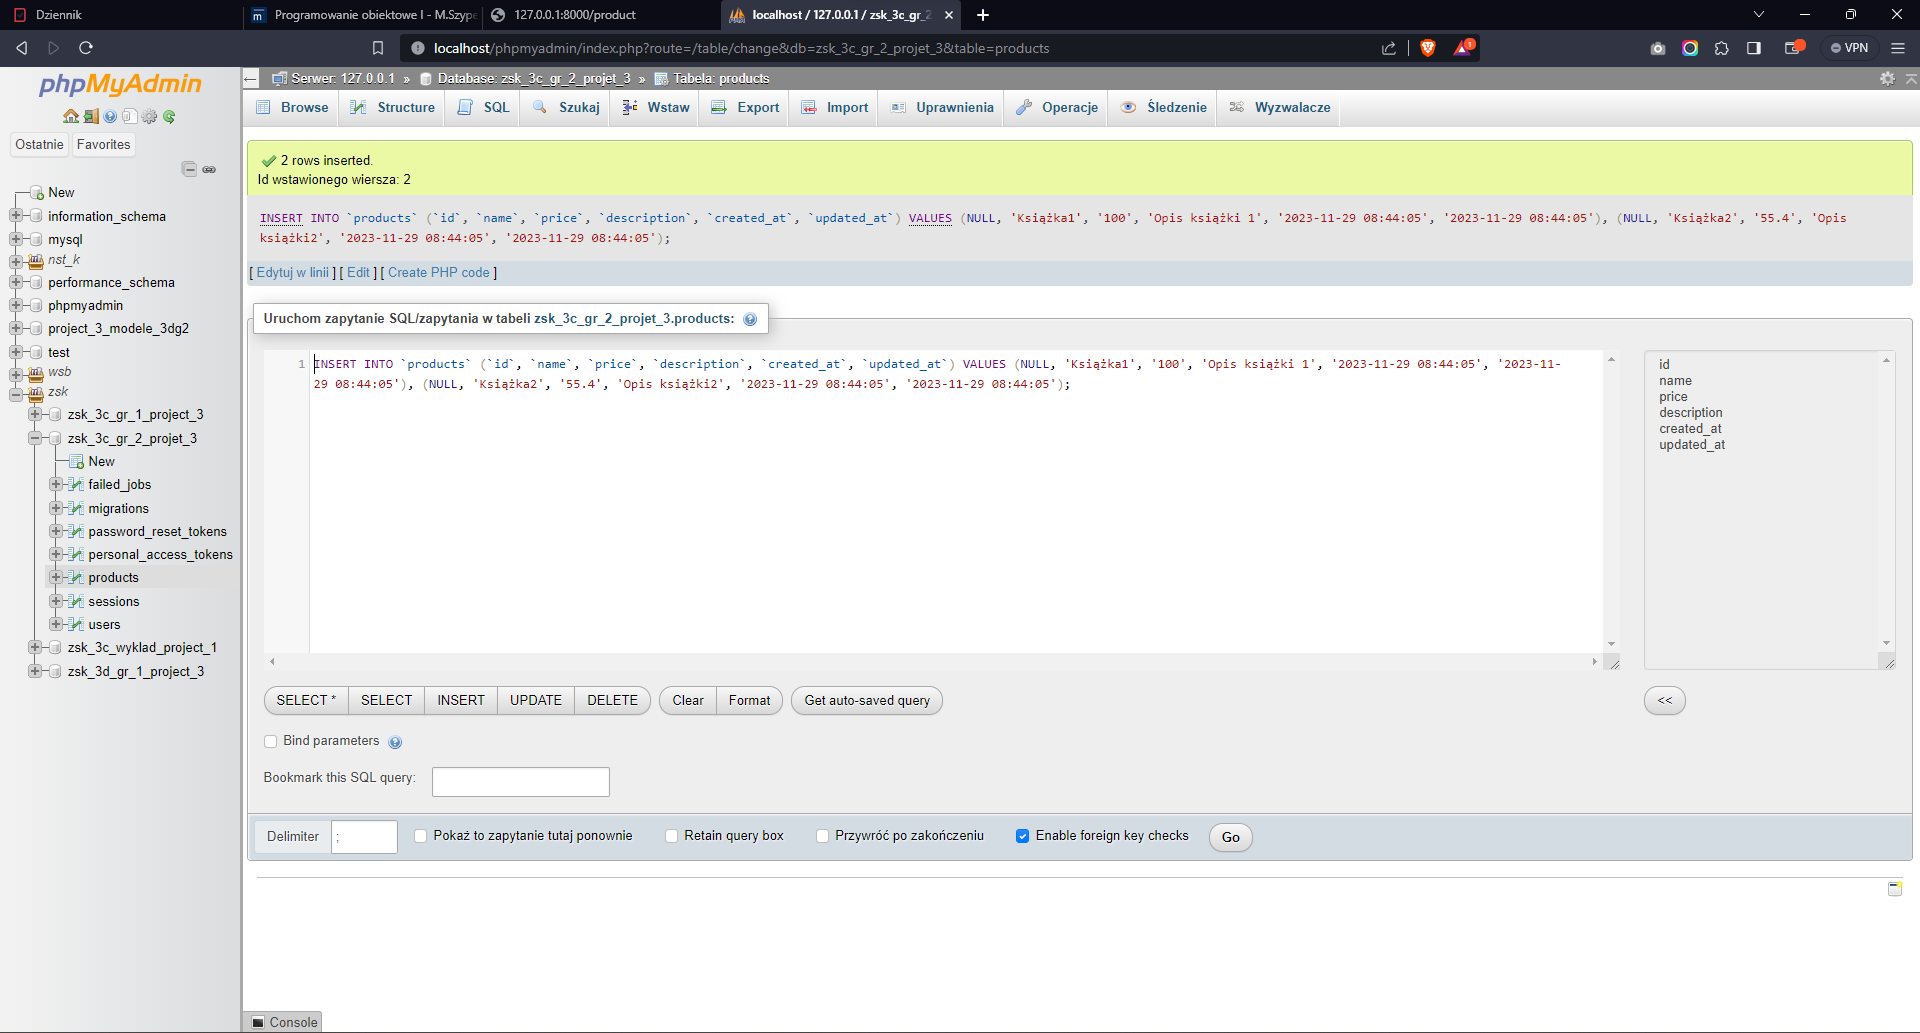 Dziennik
Programowanie obiektowe I - M.Szype
127.0.0.1:8000/product
localhost / 127.0.0.1 / zsk_3c_gr_2
localhost/phpmyadmin/index.php?route=/table/change&db=zsk_3c_gr_2_projet_3&table=products
1
VPN
phpMyAdmin
Ostatnie
Favorites
New
information_schema
mysql
nst_k
performance_schema
phpmyadmin
project_3_modele_3dg2
test
wsb
zsk
zsk_3c_gr_1_project_3
zsk_3c_gr_2_projet_3
New
failed_jobs
migrations
password_reset_tokens
personal_access_tokens
products
sessions
users
zsk_3c_wyklad_project_1
zsk_3d_gr_1_project_3
Serwer: 127.0.0.1 » Database: zsk_3c_gr_2_projet_3 » Tabela: products
Browse Structure SQL Szukaj Wstaw Export Import Uprawnienia Operacje Śledzenie Wyzwalacze
2 rows inserted.
Id wstawionego wiersza: 2
INSERT INTO `products` (`id`, `name`, `price`, `description`, `created_at`, `updated_at`) VALUES (NULL, 'Książka1', '100', 'Opis książki 1', '2023-11-29 08:44:05', '2023-11-29 08:44:05'), (NULL, 'Książka2', '55.4', 'Opis
książki2', '2023-11-29 08:44:05', '2023-11-29 08:44:05');
[ Edytuj w linii ] [ Edit ] [ Create PHP code ]
Uruchom zapytanie SQL/zapytania w tabeli zsk_3c_gr_2_projet_3.products:
1 INSERT INTO `products` (`id`, `name`, `price`, `description`, `created_at`, `updated_at`) VALUES (NULL, 'Książka1', '100', 'Opis książki 1', '2023-11-29 08:44:05', '2023-11-
29 08:44:05'), (NULL, 'Książka2', '55.4', 'Opis książki2', '2023-11-29 08:44:05', '2023-11-29 08:44:05');
id
name
price
description
created_at
updated_at
SELECT * SELECT INSERT UPDATE DELETE Clear Format Get auto-saved query <<
Bind parameters
Bookmark this SQL query:
Delimiter ; Pokaż to zapytanie tutaj ponownie Retain query box Przywróć po zakończeniu Enable foreign key checks Go
Console